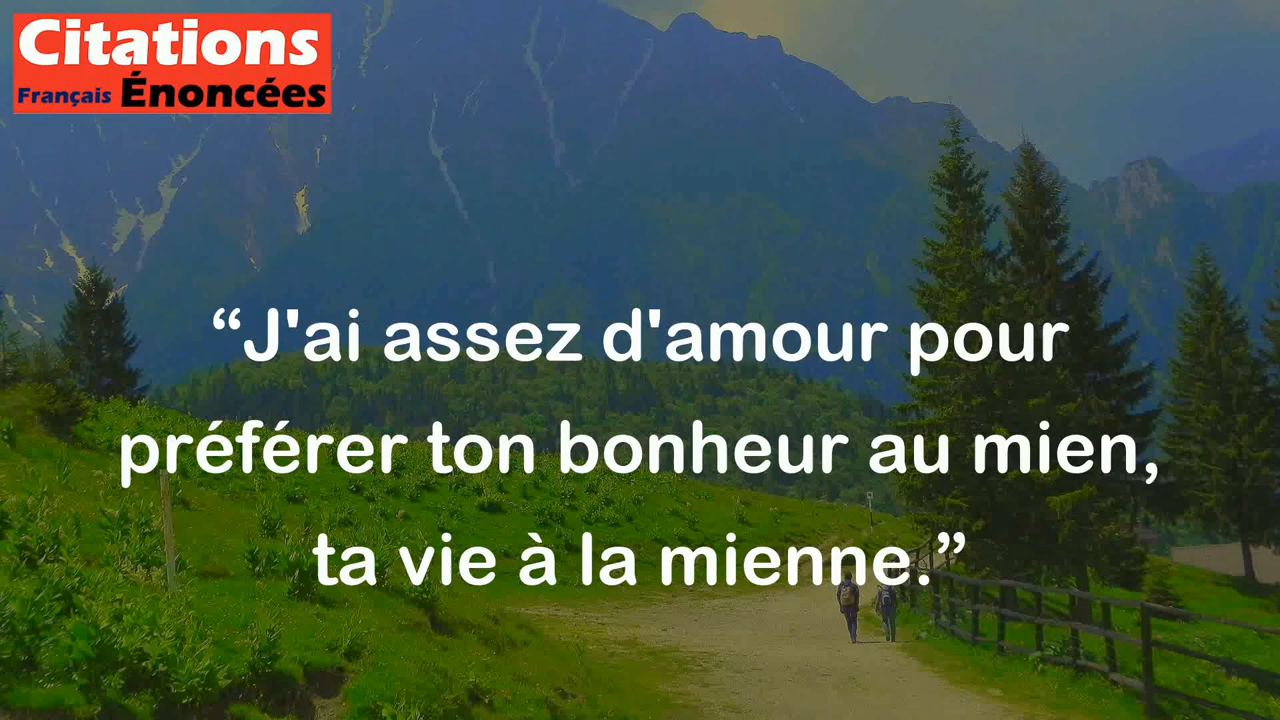 Citations
Français Énoncées
“J'ai assez d'amour pour
préférer ton bonheur au mien,
ta vie à la mienne.”